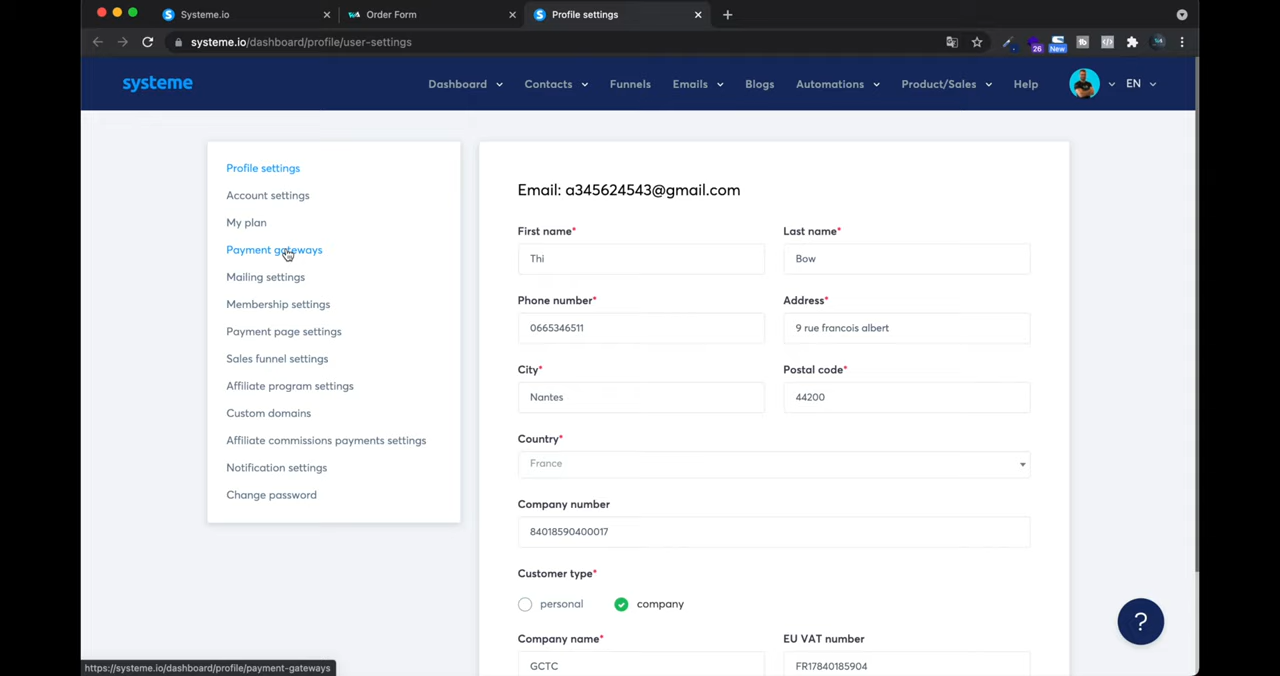 Systeme.io
Order Form
Profile settings
systeme.io/dashboard/profile/user-settings
26
New
systeme
Dashboard
Contacts
Funnels
Emails
Blogs
Automations
Product/Sales
Help
EN
Profile settings
Account settings
My plan
Payment gateways
Mailing settings
Membership settings
Payment page settings
Sales funnel settings
Affiliate program settings
Custom domains
Affiliate commissions payments settings
Notification settings
Change password
Email: a345624543@gmail.com
First name*
Last name*
Thi
Bow
Phone number*
Address*
0665346511
9 rue francois albert
City*
Postal code*
Nantes
44200
Country*
France
Company number
84018590400017
Customer type*
personal
company
Company name*
EU VAT number
GCTC
FR17840185904
?
https://systeme.io/dashboard/profile/payment-gateways